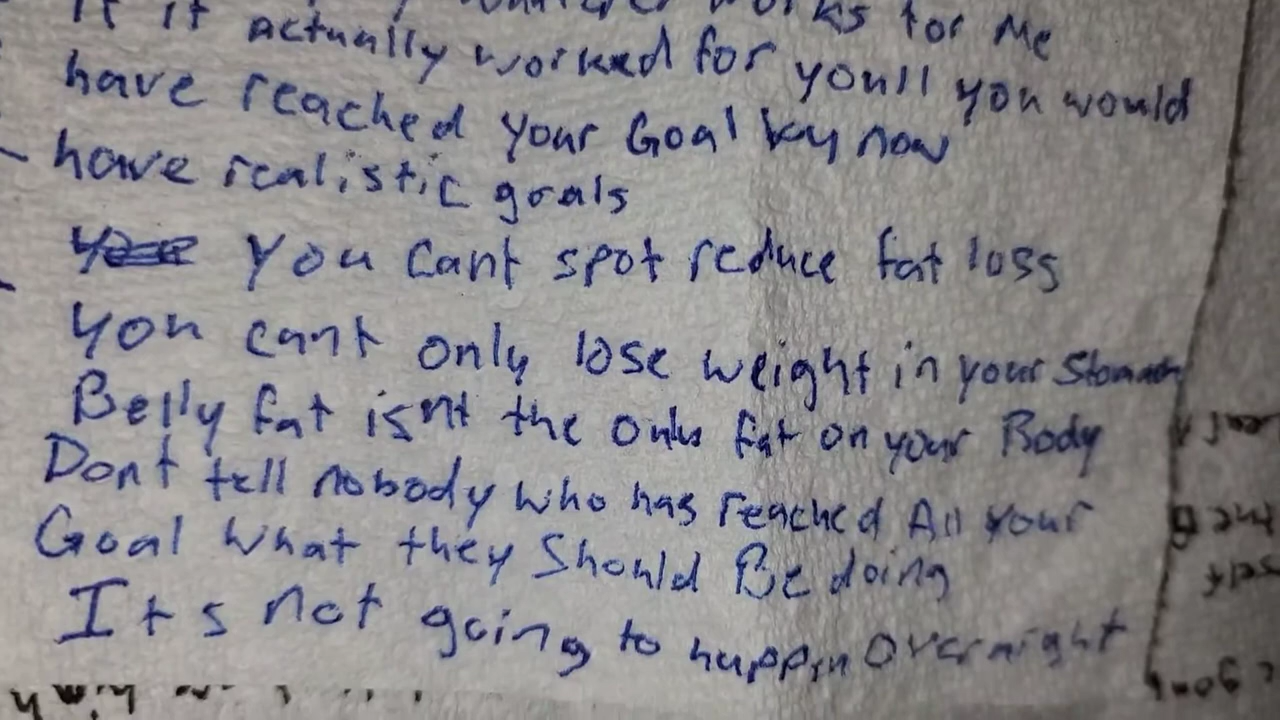 works for Me
If it actually worked for youll you would
have reached your Goal by now
have realistic goals
You Cant spot reduce fat loss
you cant only lose weight in your Stomach
Belly fat isnt the only fat on your Body
Dont tell nobody who has reached All your
Goal what they Should Be doing
Its not going to happin overnight